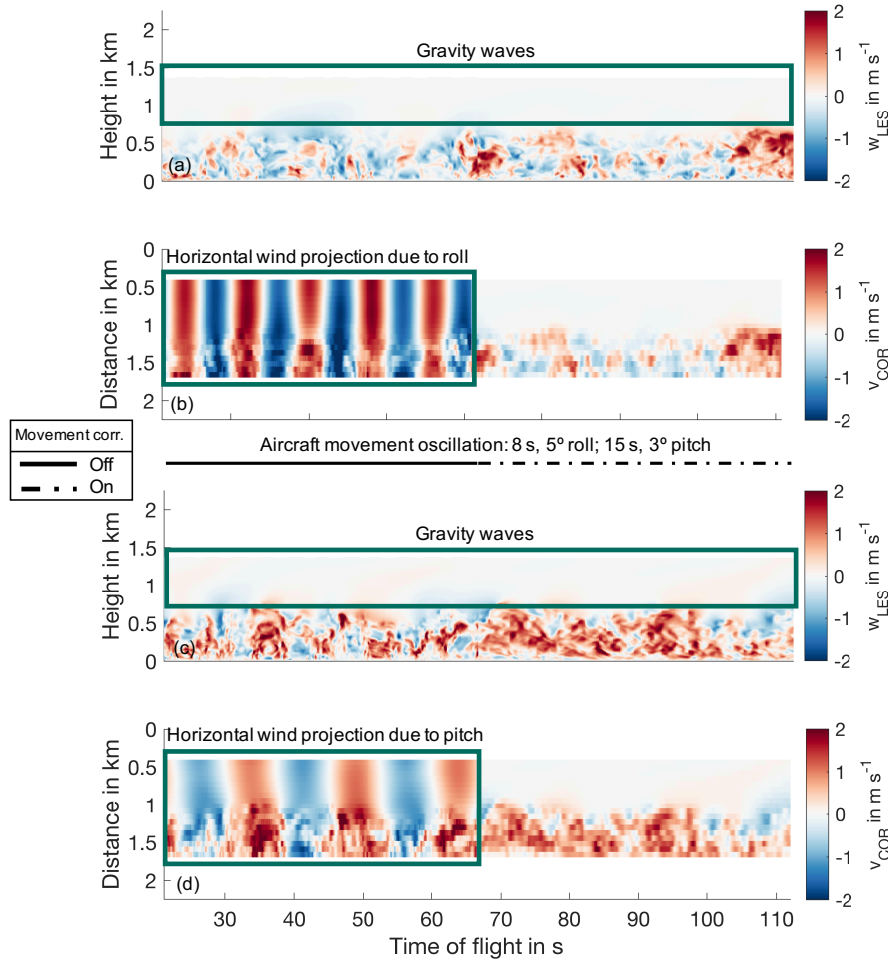 2
1.5
1
0.5
0
Height in km
Gravity waves
(a)
2
1
0
-1
-2
w_LES in m s⁻¹
0
0.5
1
1.5
2
Distance in km
Horizontal wind projection due to roll
(b)
2
1
0
-1
-2
v_COR in m s⁻¹
Movement corr.
Off
On
Aircraft movement oscillation: 8 s, 5º roll; 15 s, 3º pitch
2
1.5
1
0.5
0
Height in km
Gravity waves
(c)
2
1
0
-1
-2
w_LES in m s⁻¹
0
0.5
1
1.5
2
Distance in km
Horizontal wind projection due to pitch
(d)
2
1
0
-1
-2
v_COR in m s⁻¹
30 40 50 60 70 80 90 100 110
Time of flight in s